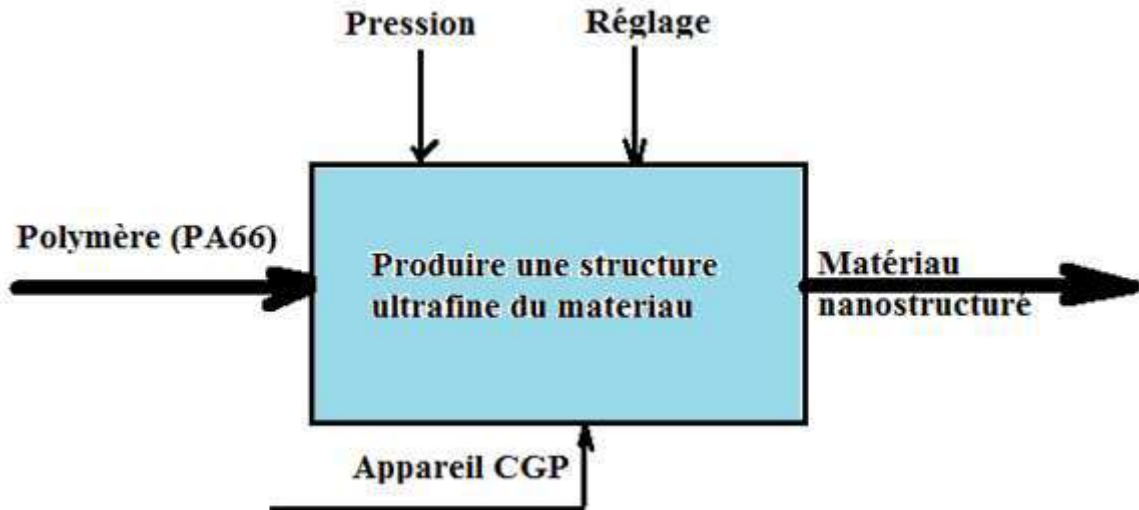 Pression
Réglage
Polymère (PA66)
Produire une structure
ultrafine du materiau
Matériau
nanostructuré
Appareil CGP